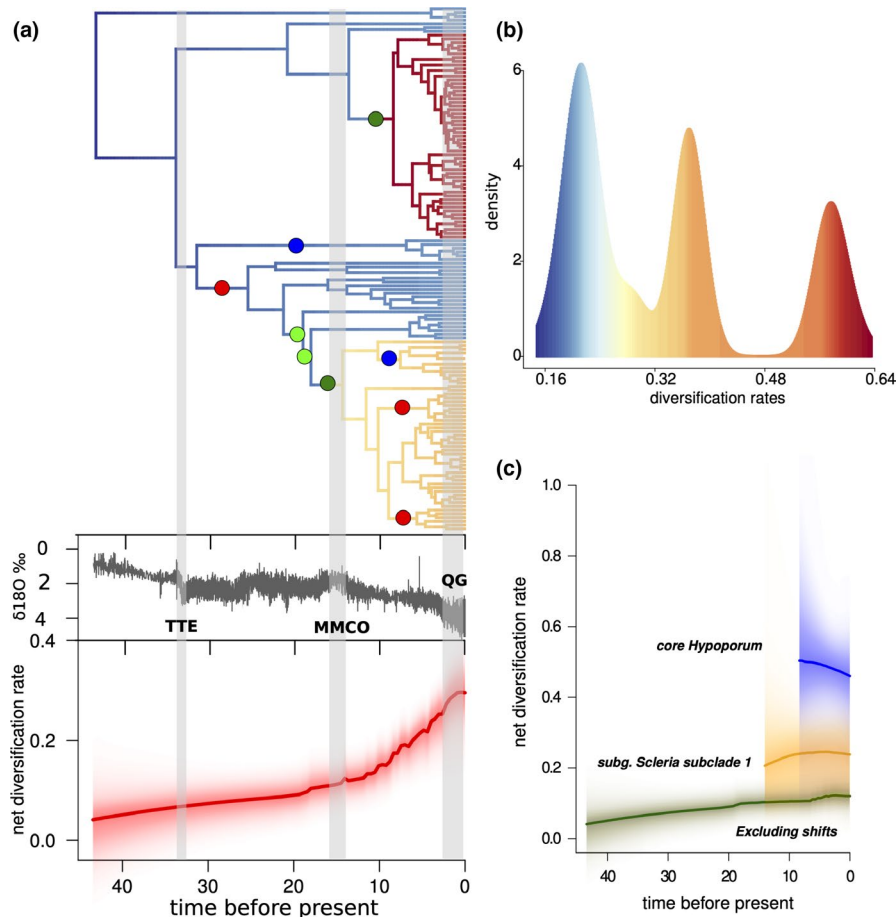 (a)
δ18O ‰
0
2
4
TTE
MMCO
QG
net diversification rate
0.4
0.2
0.0
40
30
20
10
0
time before present
(b)
density
6
4
2
0
0.16
0.32
0.48
0.64
diversification rates
(c)
net diversification rate
1.0
0.8
0.6
0.4
0.2
0.0
core Hypoporum
subg. Scleria subclade 1
Excluding shifts
40
30
20
10
0
time before present